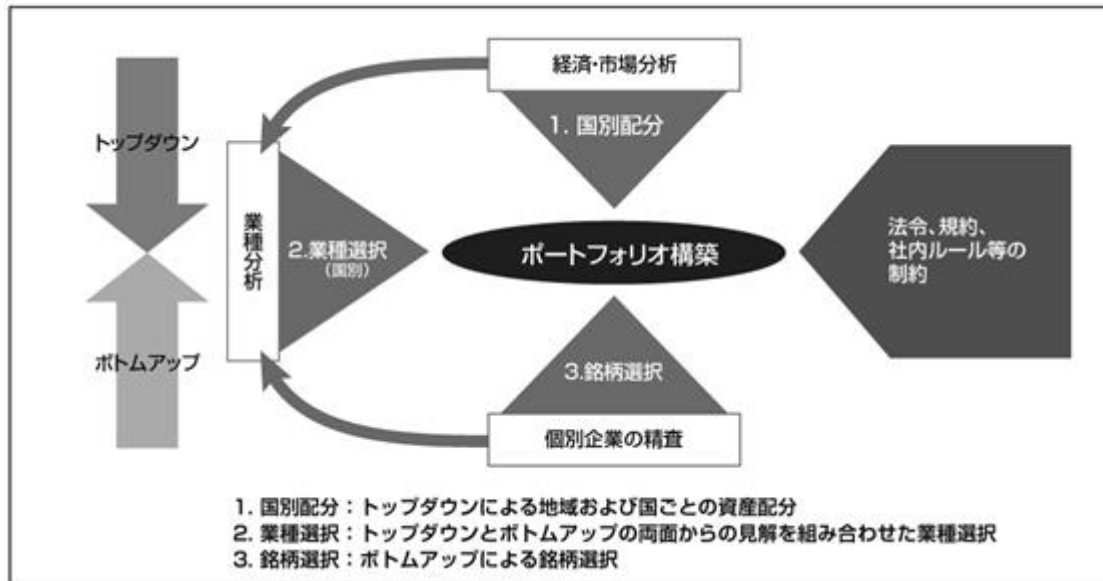 経済・市場分析
1. 国別配分
トップダウン
業種分析
2.業種選択
(国別)
ポートフォリオ構築
法令、規約、
社内ルール等の
制約
ボトムアップ
3.銘柄選択
個別企業の精査
1. 国別配分：トップダウンによる地域および国ごとの資産配分
2. 業種選択：トップダウンとボトムアップの両面からの見解を組み合わせた業種選択
3. 銘柄選択：ボトムアップによる銘柄選択